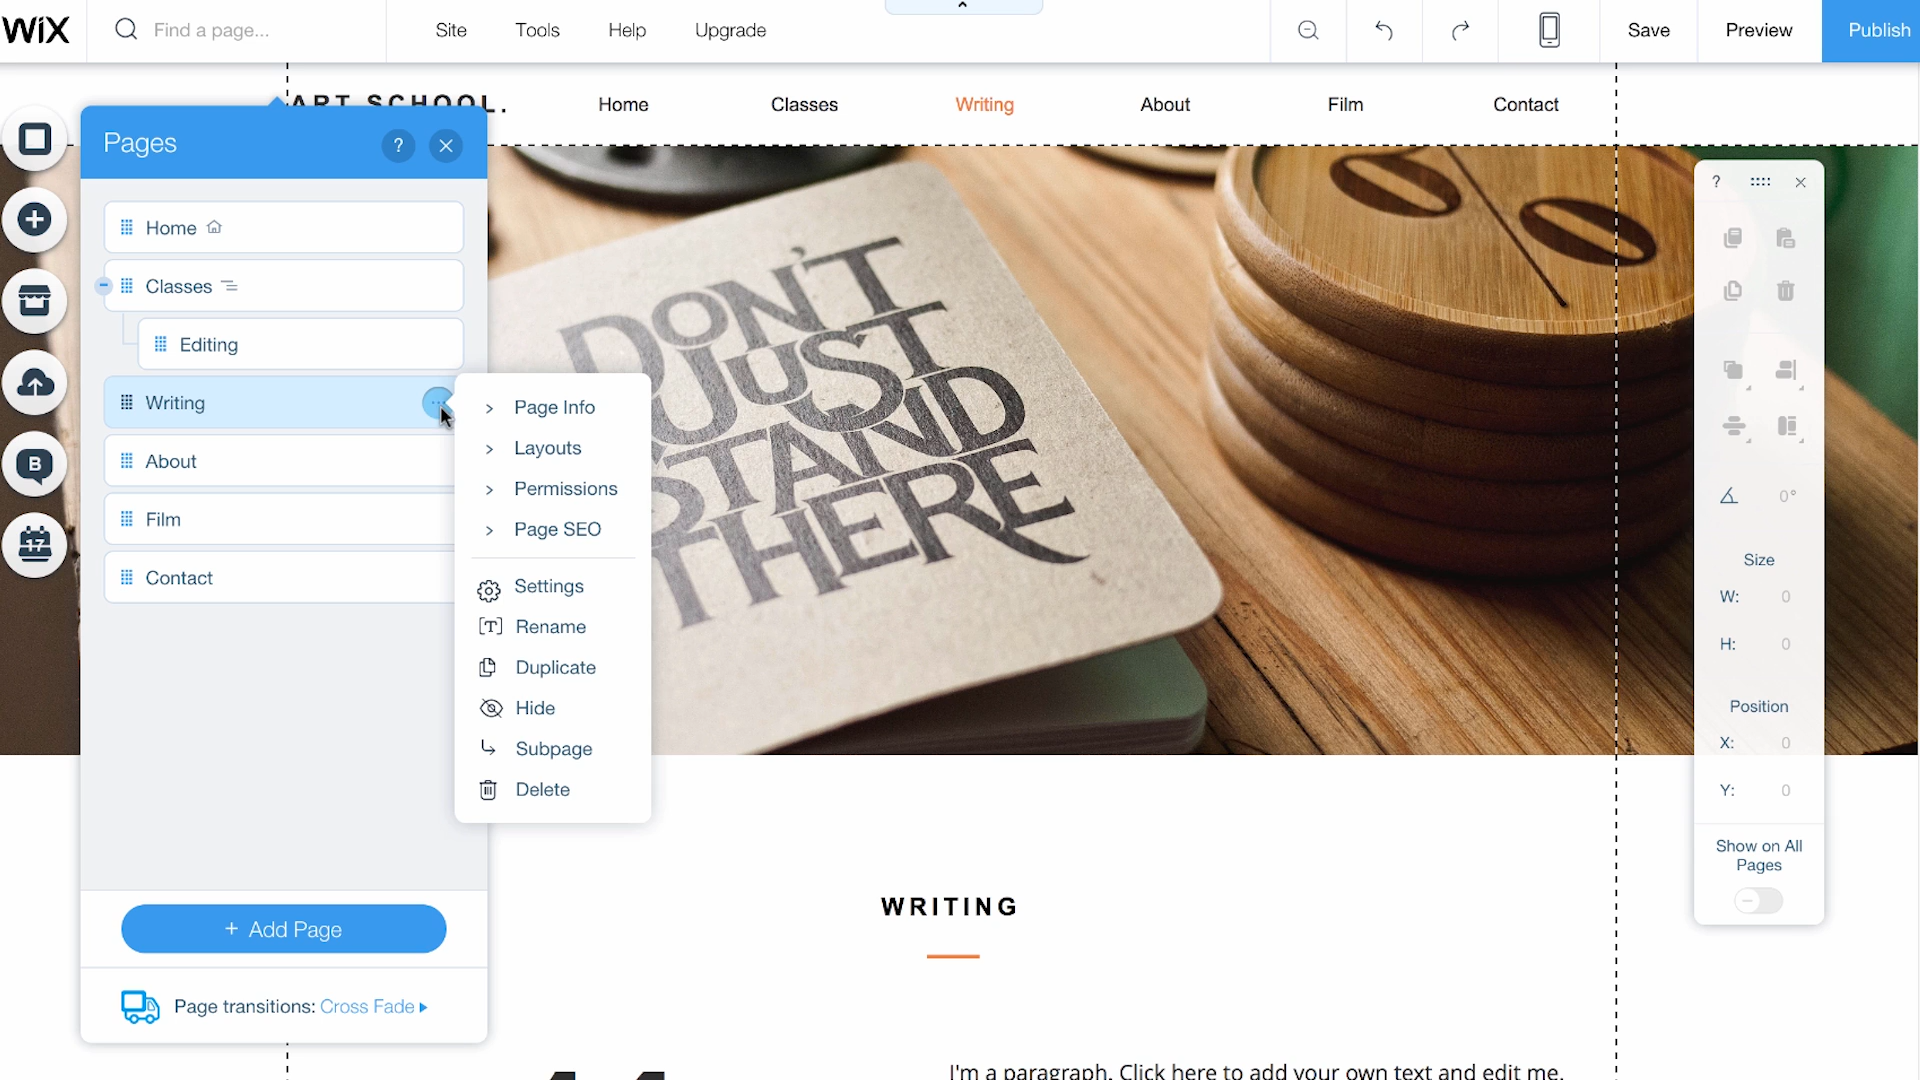 WiX
Find a page...
Site
Tools
Help
Upgrade
Save
Preview
Publish
ART SCHOOL.
Home
Classes
Writing
About
Film
Contact
Pages
?
Home
Classes
Editing
Writing
About
Film
Contact
+ Add Page
Page transitions: Cross Fade
B
17
Page Info
Layouts
Permissions
Page SEO
Settings
[T] Rename
Duplicate
Hide
Subpage
Delete
DON'T
JUST
STAND
THERE
%
?
0°
Size
W: 0
H: 0
Position
X: 0
Y: 0
Show on All
Pages
WRITING
I'm a paragraph. Click here to add your own text and edit me.